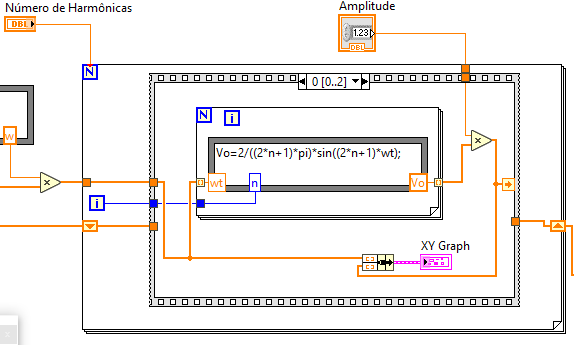 Número de Harmônicas
DBL
Amplitude
1.23
DBL
N
0 [0..2]
N
i
w
Vo=2/((2*n+1)*pi)*sin((2*n+1)*wt);
wt
n
Vo
i
XY Graph